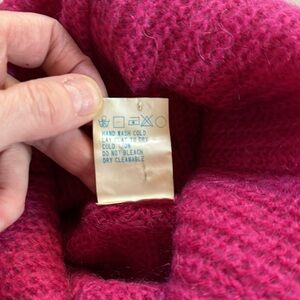 HAND WASH COLD
LAY FLAT TO DRY
COLD IRON
DO NOT BLEACH
DRY CLEANABLE